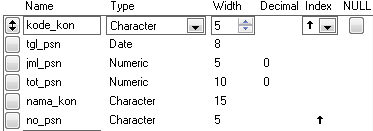 Name Type Width Decimal Index NULL
kode_kon Character 5
tgl_psn Date 8
jml_psn Numeric 5 0
tot_psn Numeric 10 0
nama_kon Character 15
no_psn Character 5